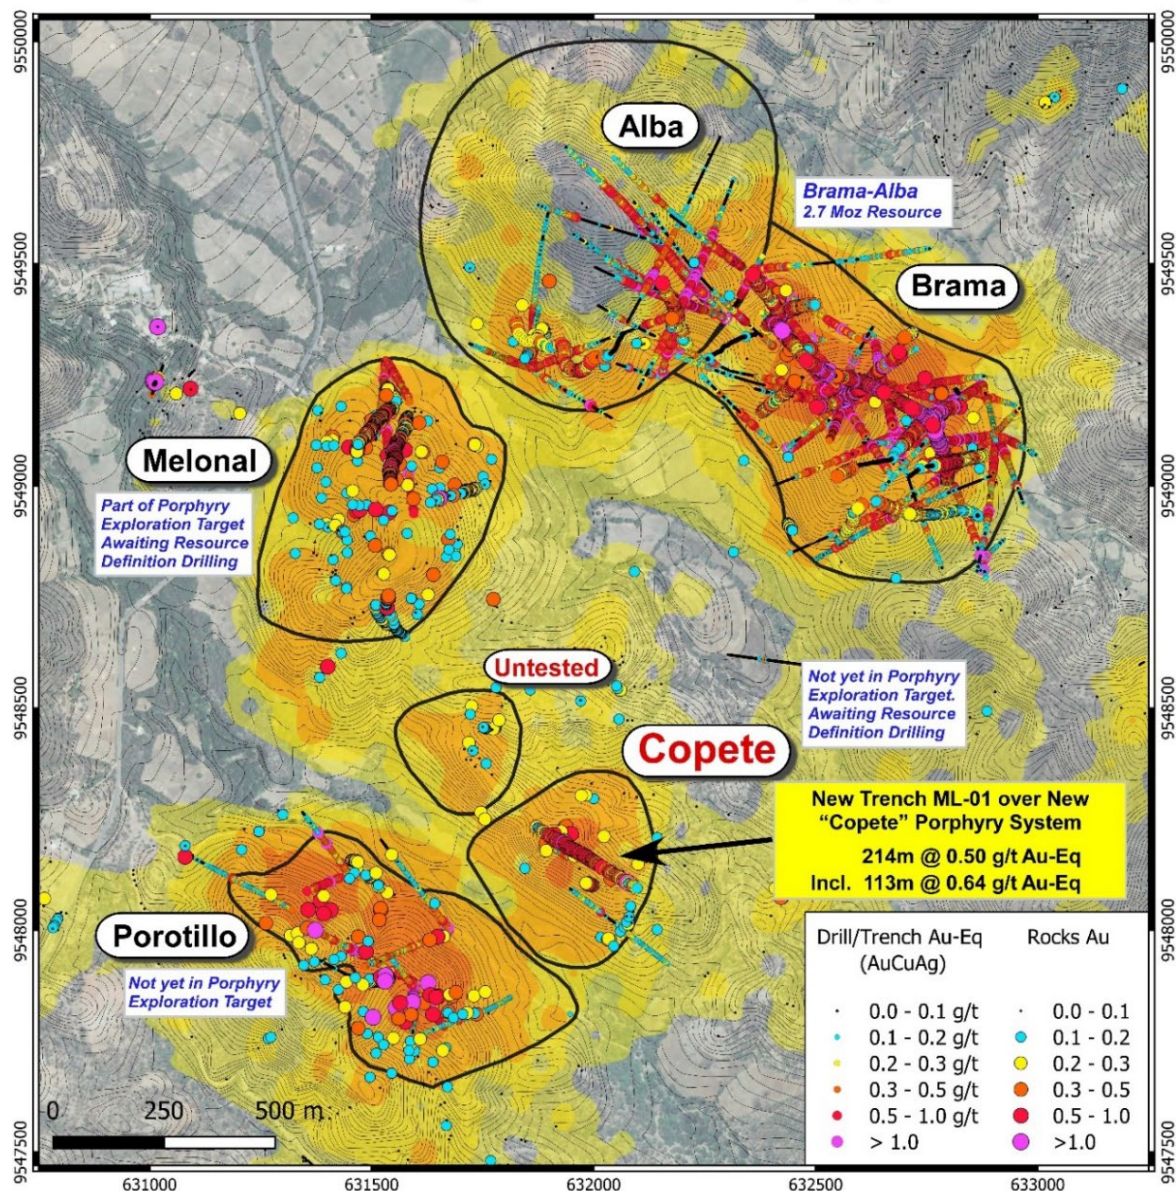 Alba
Brama-Alba
2.7 Moz Resource
Brama
Melonal
Part of Porphyry
Exploration Target
Awaiting Resource
Definition Drilling
Untested
Not yet in Porphyry
Exploration Target.
Awaiting Resource
Definition Drilling
Copete
New Trench ML-01 over New
“Copete” Porphyry System
214m @ 0.50 g/t Au-Eq
Incl. 113m @ 0.64 g/t Au-Eq
Porotillo
Not yet in Porphyry
Exploration Target
Drill/Trench Au-Eq
(AuCuAg)
0.0 - 0.1 g/t
0.1 - 0.2 g/t
0.2 - 0.3 g/t
0.3 - 0.5 g/t
0.5 - 1.0 g/t
> 1.0
Rocks Au
0.0 - 0.1
0.1 - 0.2
0.2 - 0.3
0.3 - 0.5
0.5 - 1.0
>1.0
0 250 500 m
9550000
9549500
9549000
9548500
9548000
9547500
9550000
9549500
9549000
9548500
9548000
9547500
631000 631500 632000 632500 633000